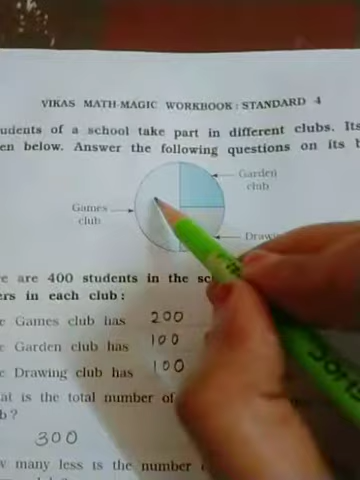 VIKAS MATH-MAGIC WORKBOOK : STANDARD 4
udents of a school take part in different clubs. Its
en below. Answer the following questions on its b
Garden
club
Games
club
Drawi
e are 400 students in the sc
ers in each club :
e Games club has 200
e Garden club has 100
e Drawing club has 100
at is the total number of
b?
300
w many less is the number